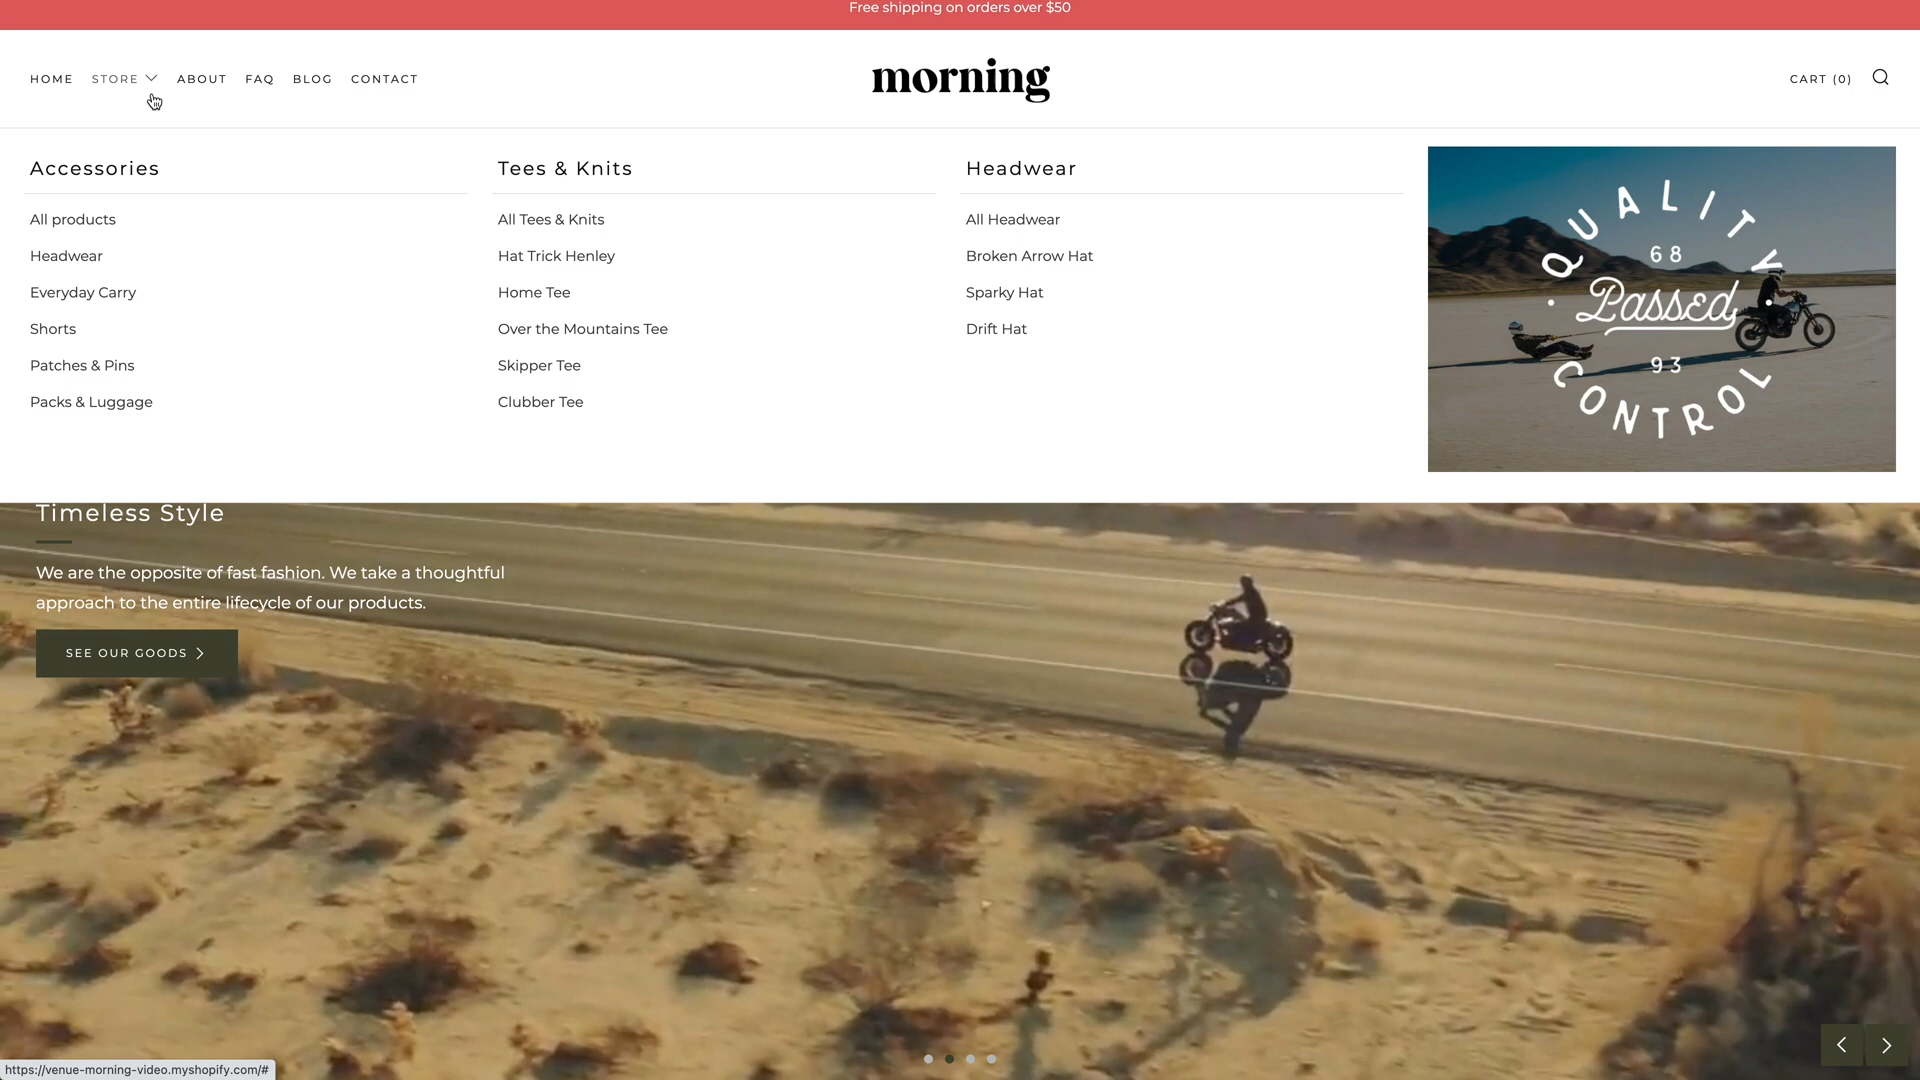 Free shipping on orders over $50
HOME STORE ABOUT FAQ BLOG CONTACT
morning
CART (0)
Accessories
All products
Headwear
Everyday Carry
Shorts
Patches & Pins
Packs & Luggage
Tees & Knits
All Tees & Knits
Hat Trick Henley
Home Tee
Over the Mountains Tee
Skipper Tee
Clubber Tee
Headwear
All Headwear
Broken Arrow Hat
Sparky Hat
Drift Hat
QUALITY
68
Passed
93
CONTROL
Timeless Style
We are the opposite of fast fashion. We take a thoughtful
approach to the entire lifecycle of our products.
SEE OUR GOODS
https://venue-morning-video.myshopify.com/#